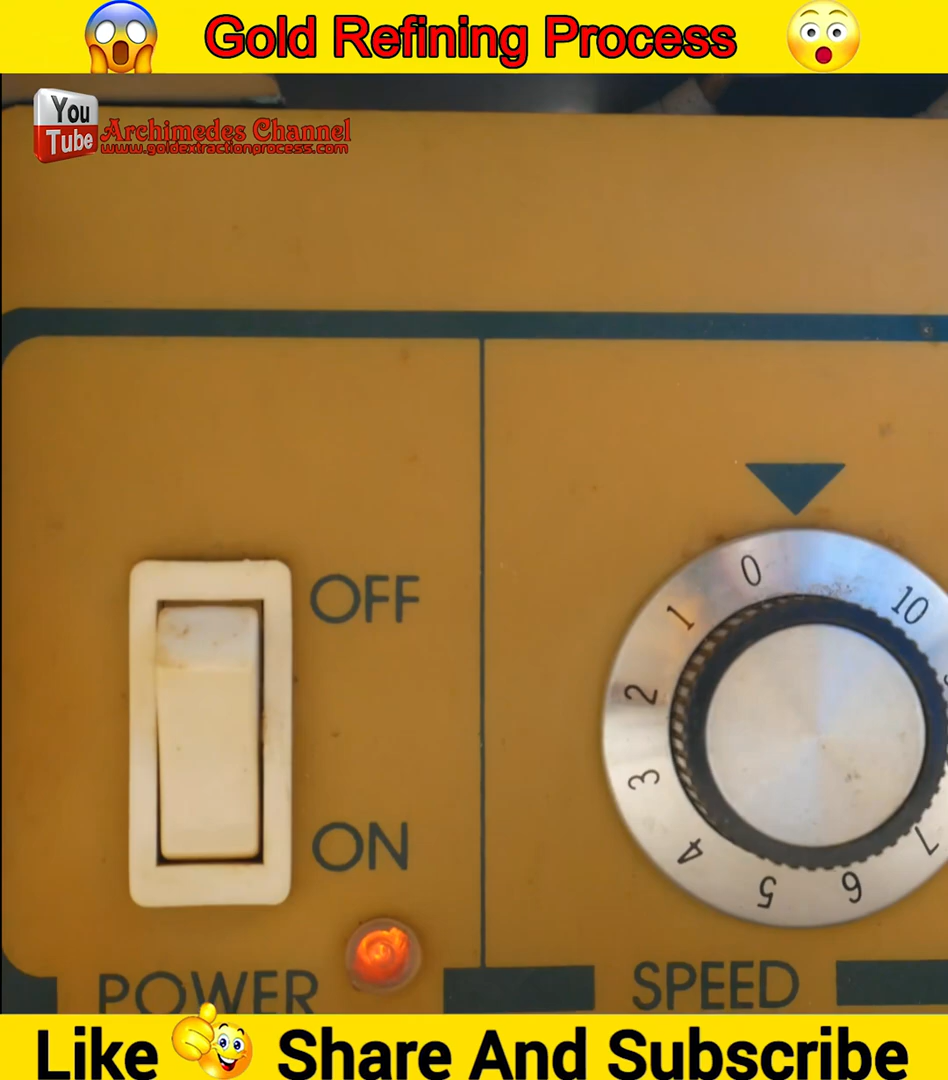 Gold Refining Process
You
Tube
Archimedes Channel
www.goldextractionprocess.com
OFF
0
10
1
2
3
4
5
6
7
ON
POWER
SPEED
Like
Share And Subscribe